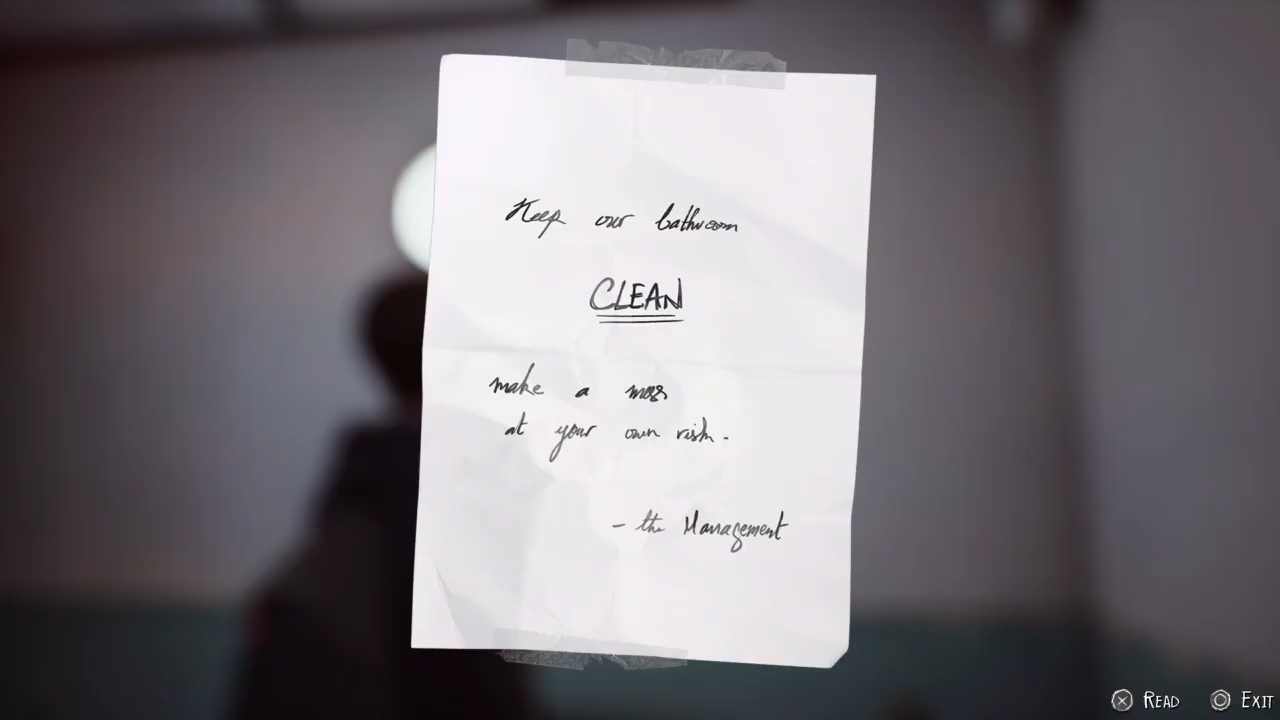 Keep our bathroom
CLEAN
make a mess
at your own risk.
- the Management
READ
EXIT